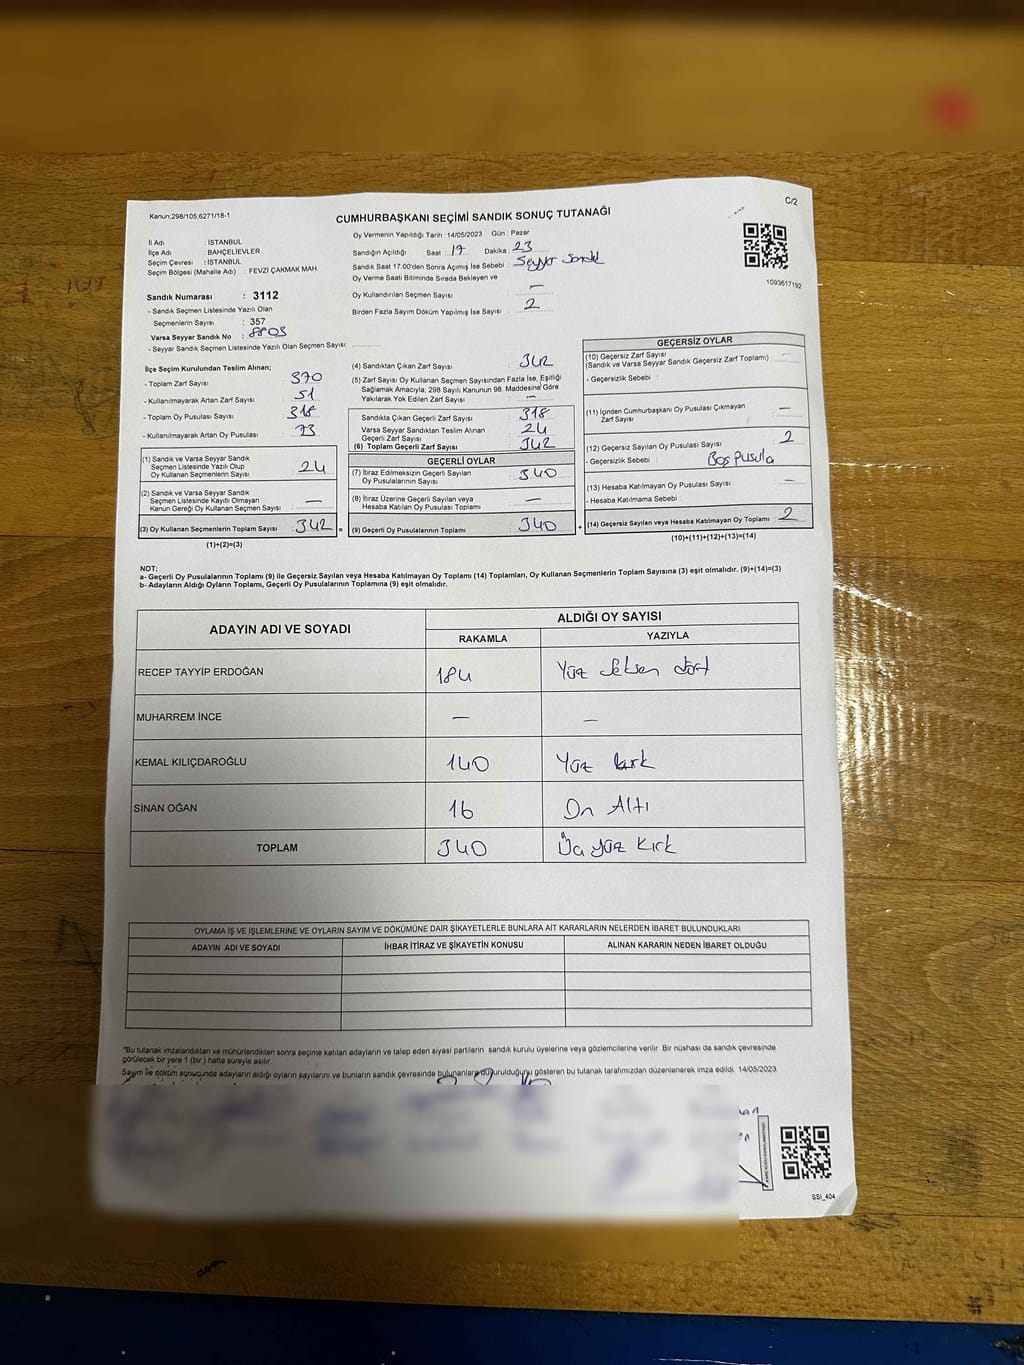 Kanun:298/105;6271/18-1
C/2
CUMHURBAŞKANI SEÇİMİ SANDIK SONUÇ TUTANAĞI
İl Adı : İSTANBUL
İlçe Adı : BAHÇELİEVLER
Seçim Çevresi : İSTANBUL
Seçim Bölgesi (Mahalle Adı) : FEVZİ ÇAKMAK MAH
Sandık Numarası : 3112
- Sandık Seçmen Listesinde Yazılı Olan
Seçmenlerin Sayısı : 357
Varsa Seyyar Sandık No : 8803
- Seyyar Sandık Seçmen Listesinde Yazılı Olan Seçmen Sayısı:
Oy Vermenin Yapıldığı Tarih : 14/05/2023 Gün : Pazar
Sandığın Açıldığı Saat : 17 Dakika : 23
Sandık Saat 17:00'den Sonra Açımış İse Sebebi : Seyyar Sandık
Oy Verme Saati Bitiminde Sırada Bekleyen ve
Oy Kullandırılan Seçmen Sayısı : —
Birden Fazla Sayım Döküm Yapılmış İse Sayısı : 2
1093617192
İlçe Seçim Kurulundan Teslim Alınan;
- Toplam Zarf Sayısı : 370
- Kullanılmayarak Artan Zarf Sayısı : 51
- Toplam Oy Pusulası Sayısı : 318
- Kullanılmayarak Artan Oy Pusulası : 73
(1) Sandık ve Varsa Seyyar Sandık
Seçmen Listesinde Yazılı Olup
Oy Kullanan Seçmenlerin Sayısı : 24
(2) Sandık ve Varsa Seyyar Sandık
Seçmen Listesinde Kayıtlı Olmayan
Kanun Gereği Oy Kullanan Seçmenlerin Sayısı : —
(3) Oy Kullanan Seçmenlerin Toplam Sayısı : 342 =
(1)+(2)=(3)
(4) Sandıktan Çıkan Zarf Sayısı : 342
(5) Zarf Sayısı Oy Kullanan Seçmen Sayısından Fazla İse, Eşitliği
Sağlamak Amacıyla, 298 Sayılı Kanunun 98. Maddesine Göre
Yakılarak Yok Edilen Zarf Sayısı : —
Sandıkta Çıkan Geçerli Zarf Sayısı : 318
Varsa Seyyar Sandıktan Teslim Alınan
Geçerli Zarf Sayısı : 24
(6) Toplam Geçerli Zarf Sayısı : 342
GEÇERLİ OYLAR
(7) İtiraz Edilmeksizin Geçerli Sayılan
Oy Pusulalarının Sayısı : 340
(8) İtiraz Üzerine Geçerli Sayılan veya
Hesaba Katılan Oy Pusulası Toplamı : —
(9) Geçerli Oy Pusulalarının Toplamı : 340 +
GEÇERSİZ OYLAR
(10) Geçersiz Zarf Sayısı
(Sandık ve Varsa Seyyar Sandık Geçersiz Zarf Toplamı) : —
- Geçersizlik Sebebi :
(11) İçinden Cumhurbaşkanı Oy Pusulası Çıkmayan
Zarf Sayısı : —
(12) Geçersiz Sayılan Oy Pusulası Sayısı : 2
- Geçersizlik Sebebi : Boş pusula
(13) Hesaba Katılmayan Oy Pusulası Sayısı : —
- Hesaba Katılmama Sebebi :
(14) Geçersiz Sayılan veya Hesaba Katılmayan Oy Toplamı : 2
(10)+(11)+(12)+(13)=(14)
NOT:
a- Geçerli Oy Pusulalarının Toplamı (9) ile Geçersiz Sayılan veya Hesaba Katılmayan Oy Toplamı (14) Toplamları, Oy Kullanan Seçmenlerin Toplam Sayısına (3) eşit olmalıdır. (9)+(14)=(3)
b- Adayların Aldığı Oyların Toplamı, Geçerli Oy Pusulalarının Toplamına (9) eşit olmalıdır.
ADAYIN ADI VE SOYADI ALDIĞI OY SAYISI
RAKAMLA YAZIYLA
RECEP TAYYİP ERDOĞAN 184 Yüz Seksen dört
MUHARREM İNCE — —
KEMAL KILIÇDAROĞLU 140 Yüz kırk
SİNAN OĞAN 16 On Altı
TOPLAM 340 Üç yüz kırk
OYLAMA İŞ VE İŞLEMLERİNE VE OYLARIN SAYIM VE DÖKÜMÜNE DAİR ŞİKAYETLERLE BUNLARA AİT KARARLARIN NELERDEN İBARET BULUNDUKLARI
ADAYIN ADI VE SOYADI İHBAR İTİRAZ VE ŞİKAYETİN KONUSU ALINAN KARARIN NEDEN İBARET OLDUĞU
*Bu tutanak imzalandıktan ve mühürlendikten sonra seçime katılan adayların ve talep eden siyasi partilerin sandık kurulu üyelerine veya gözlemcilerine verilir. Bir nüshası da sandık çevresinde
görülecek bir yere 1 (bir ) hafta süreyle asılır.
Sayım ve döküm sonucunda adayların aldığı oyların sayılarını ve bunların sandık çevresinde bulunanlara duyurulduğunu gösteren bu tutanak tarafımızdan düzenlenerek imza edildi. 14/05/2023
SSI_404